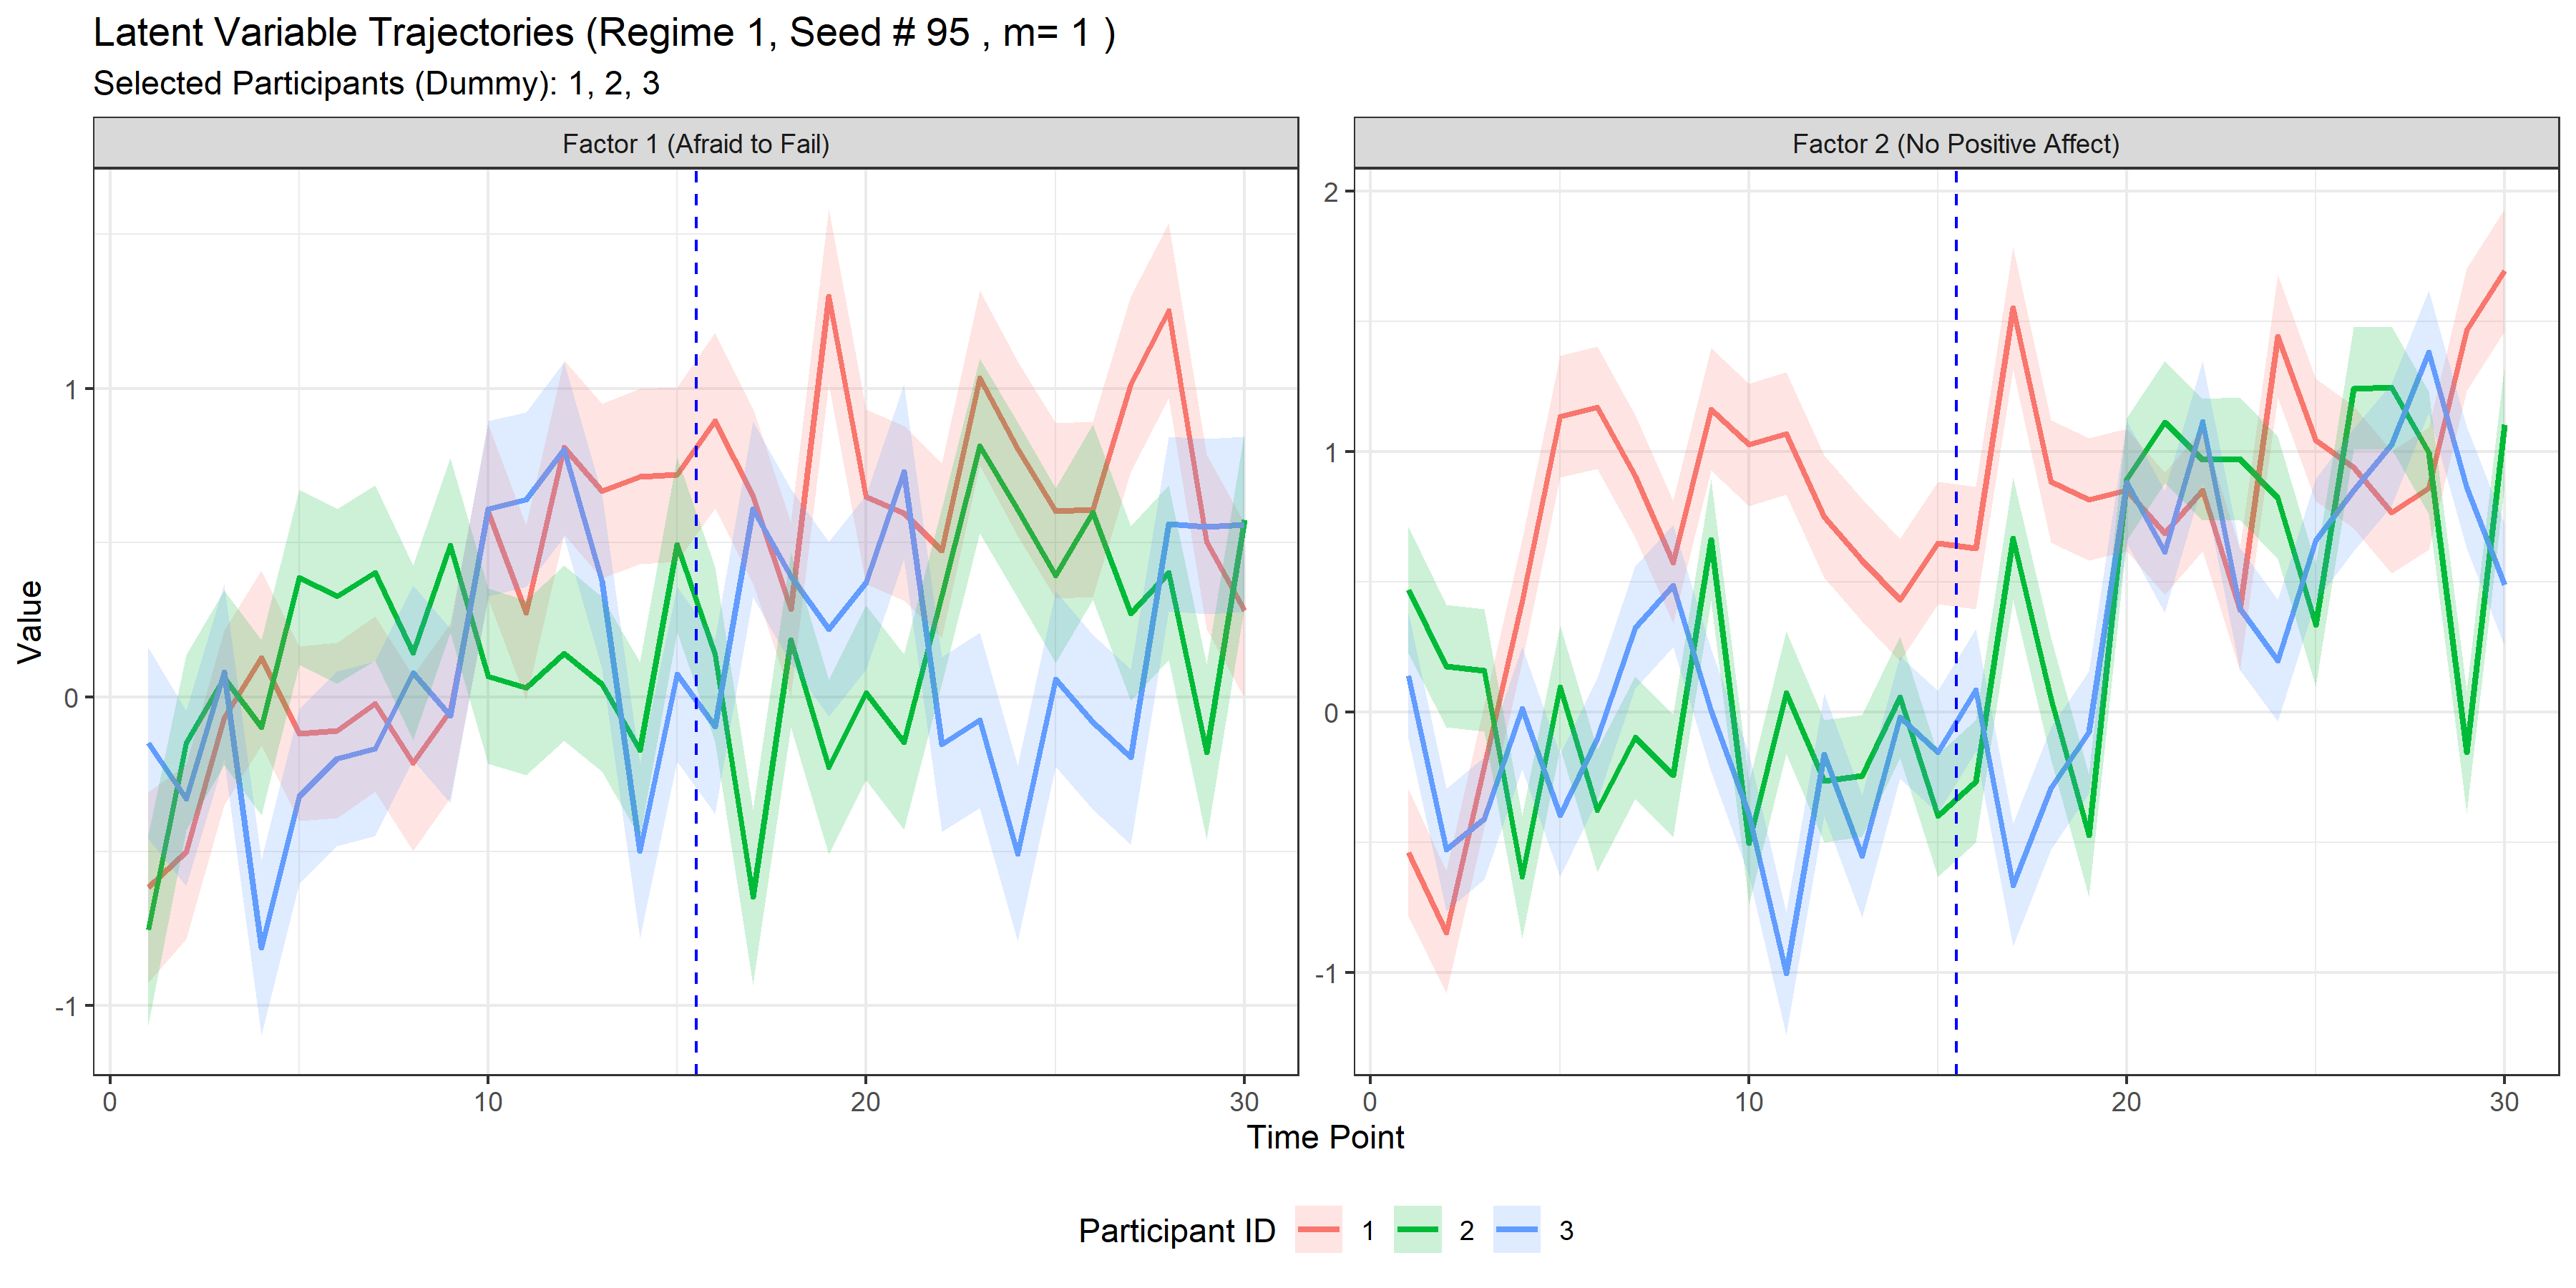 Latent Variable Trajectories (Regime 1, Seed # 95 , m= 1 )
Selected Participants (Dummy): 1, 2, 3
Factor 1 (Afraid to Fail)
Factor 2 (No Positive Affect)
Value
1
0
-1
2
1
0
-1
0 10 20 30
0 10 20 30
Time Point
Participant ID 1 2 3